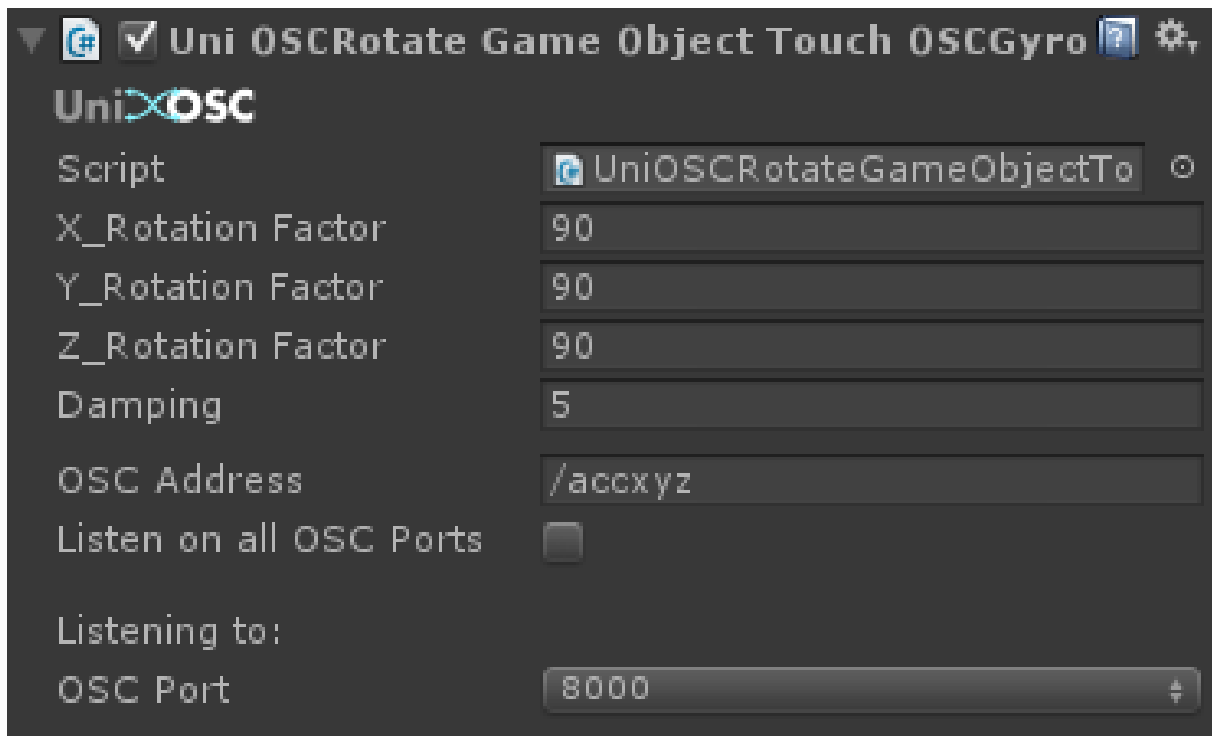 Uni OSCRotate Game Object Touch OSCGyro
UniOSC
Script UniOSCRotateGameObjectTo
X_Rotation Factor 90
Y_Rotation Factor 90
Z_Rotation Factor 90
Damping 5
OSC Address /accxyz
Listen on all OSC Ports
Listening to:
OSC Port 8000